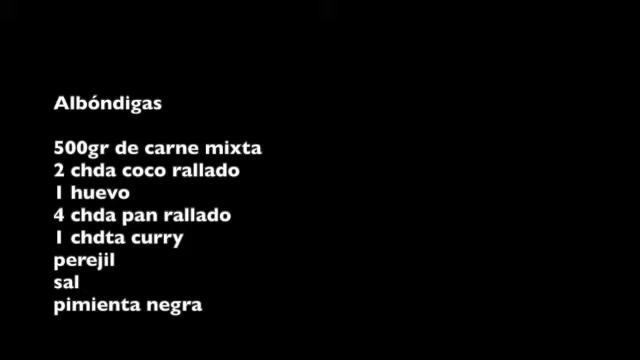 Albóndigas
500gr de carne mixta
2 chda coco rallado
1 huevo
4 chda pan rallado
1 chdta curry
perejil
sal
pimienta negra